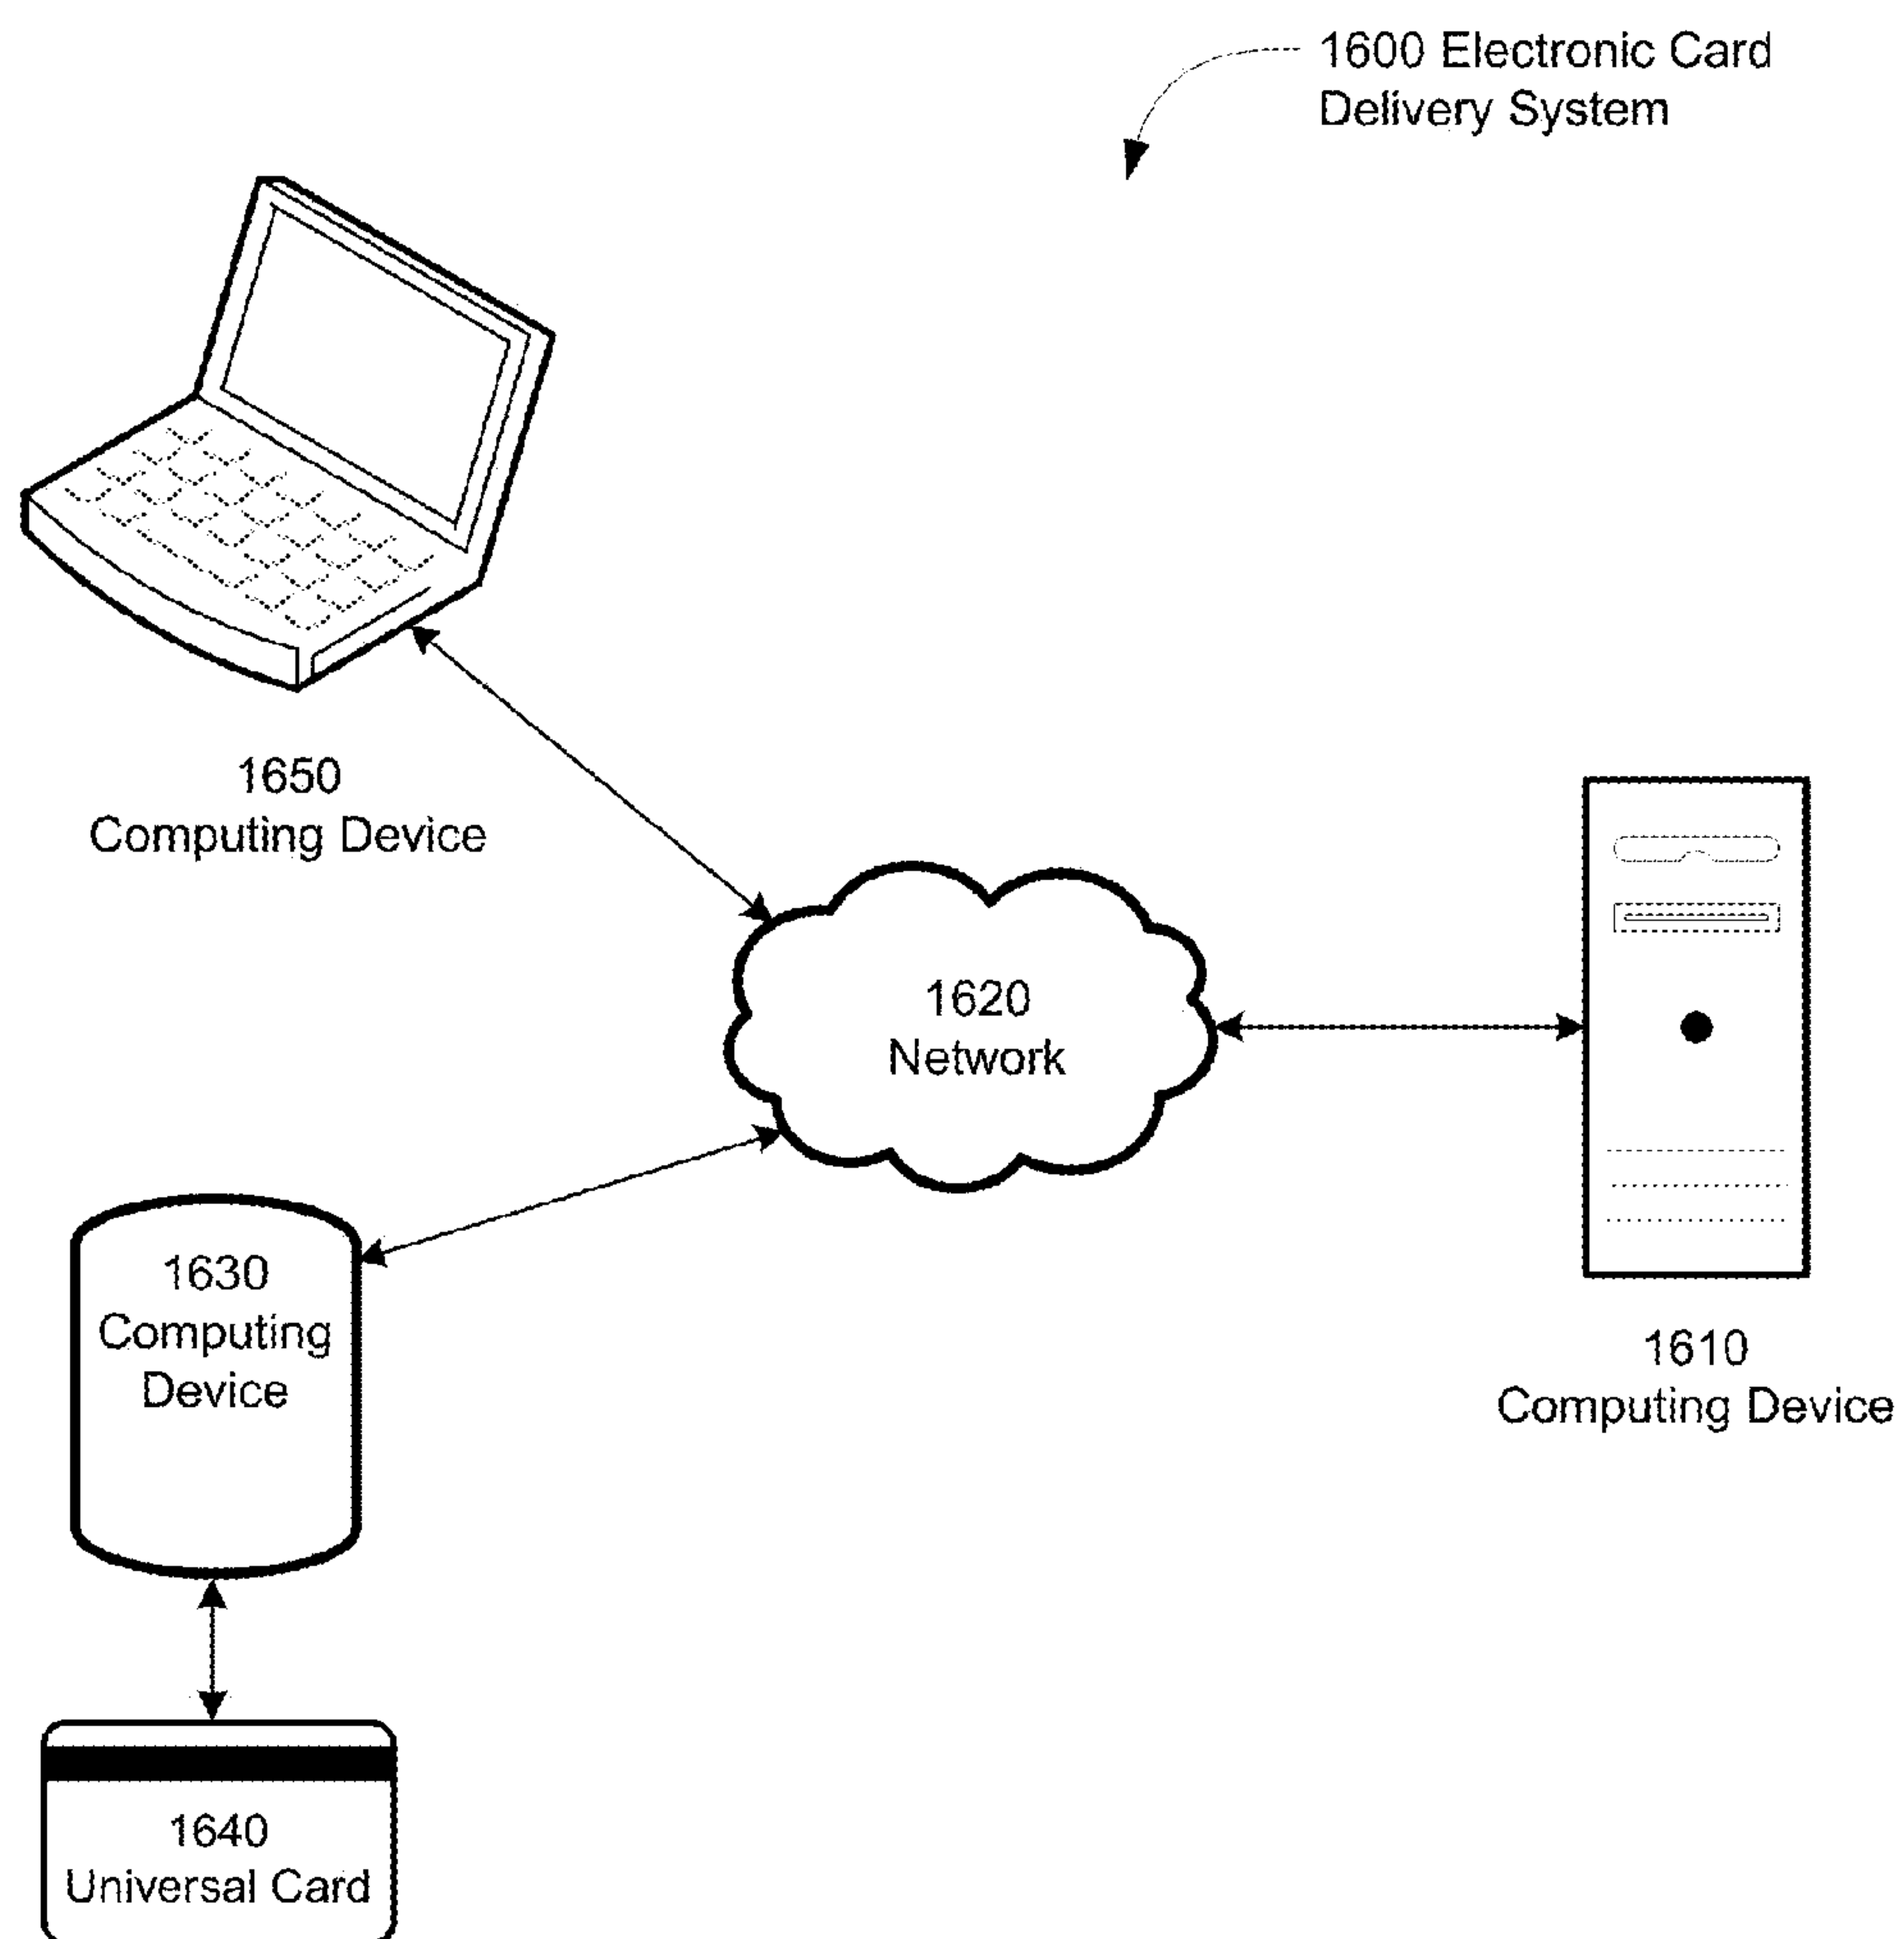 1600 Electronic Card
Delivery System
1650
Computing Device
1620
Network
1630
Computing
Device
1610
Computing Device
1640
Universal Card